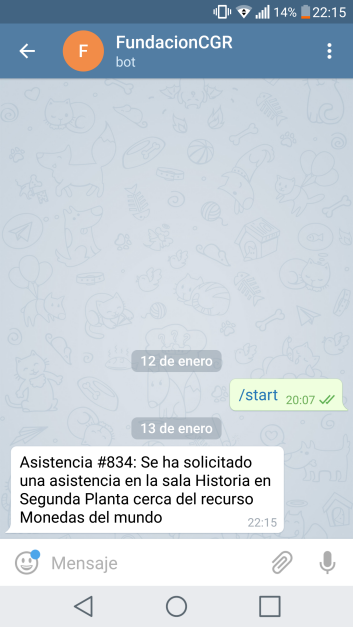 14% 22:15
F
FundacionCGR
bot
12 de enero
/start 20:07
13 de enero
Asistencia #834: Se ha solicitado
una asistencia en la sala Historia en
Segunda Planta cerca del recurso
Monedas del mundo
22:15
Mensaje